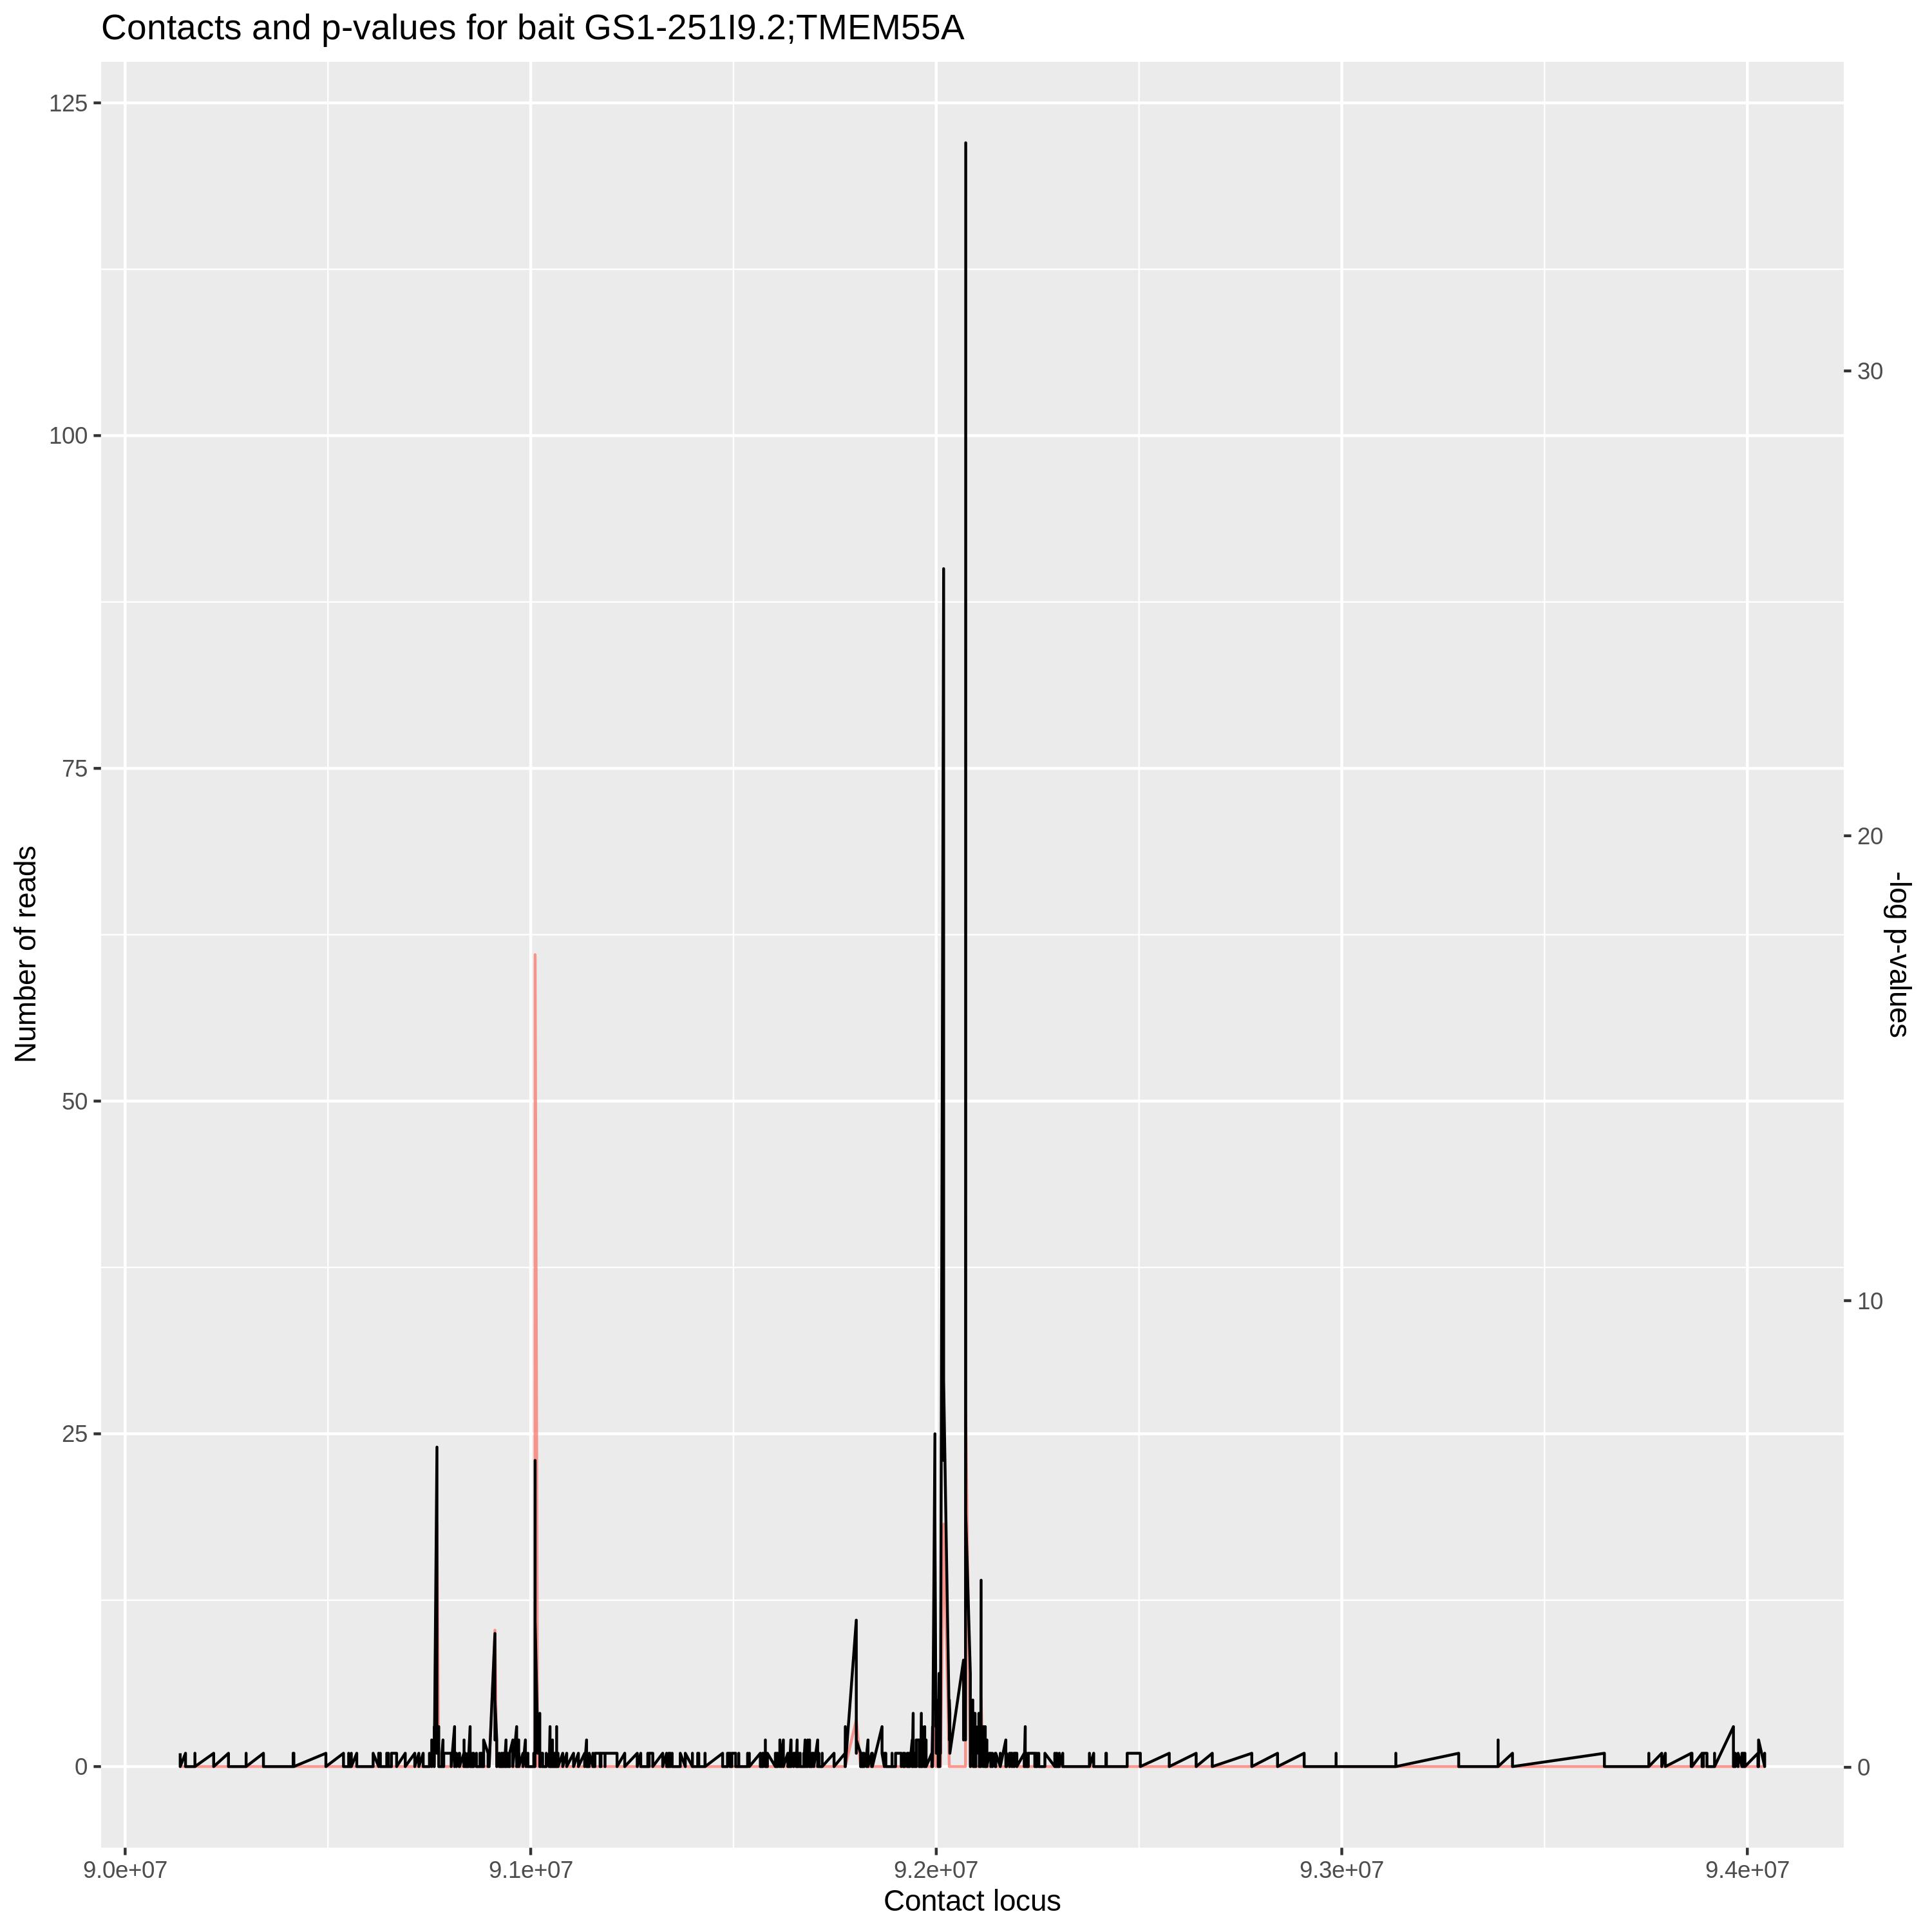 Contacts and p-values for bait GS1-251I9.2;TMEM55A
125
100
75
50
25
0
Number of reads
30
20
10
0
-log p-values
9.0e+07
9.1e+07
9.2e+07
9.3e+07
9.4e+07
Contact locus